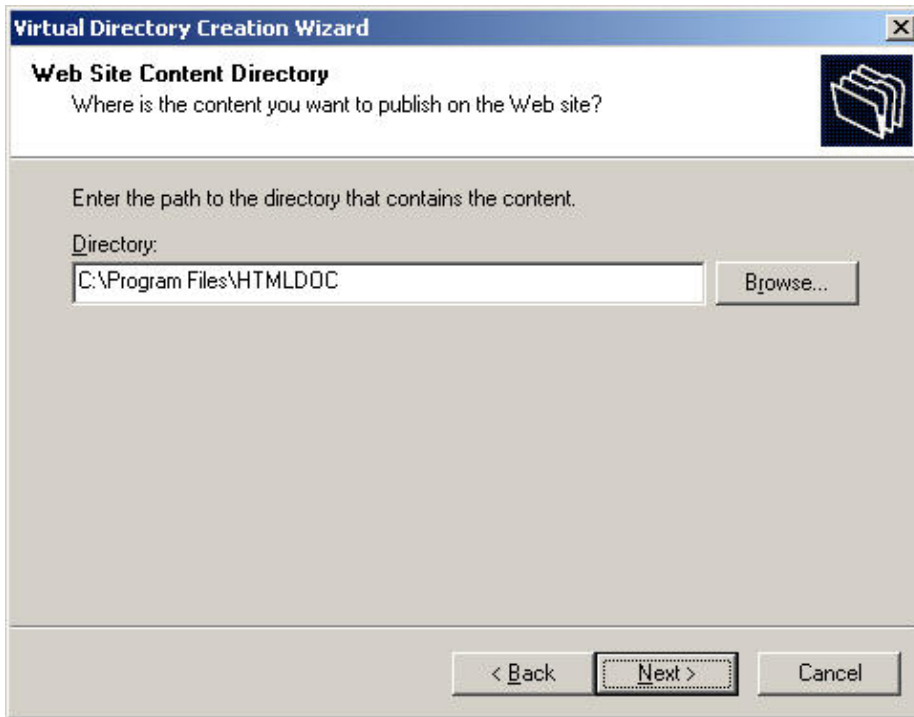 Virtual Directory Creation Wizard
Web Site Content Directory
Where is the content you want to publish on the Web site?
Enter the path to the directory that contains the content.
Directory:
C:\Program Files\HTMLDOC
Browse...
< Back
Next >
Cancel